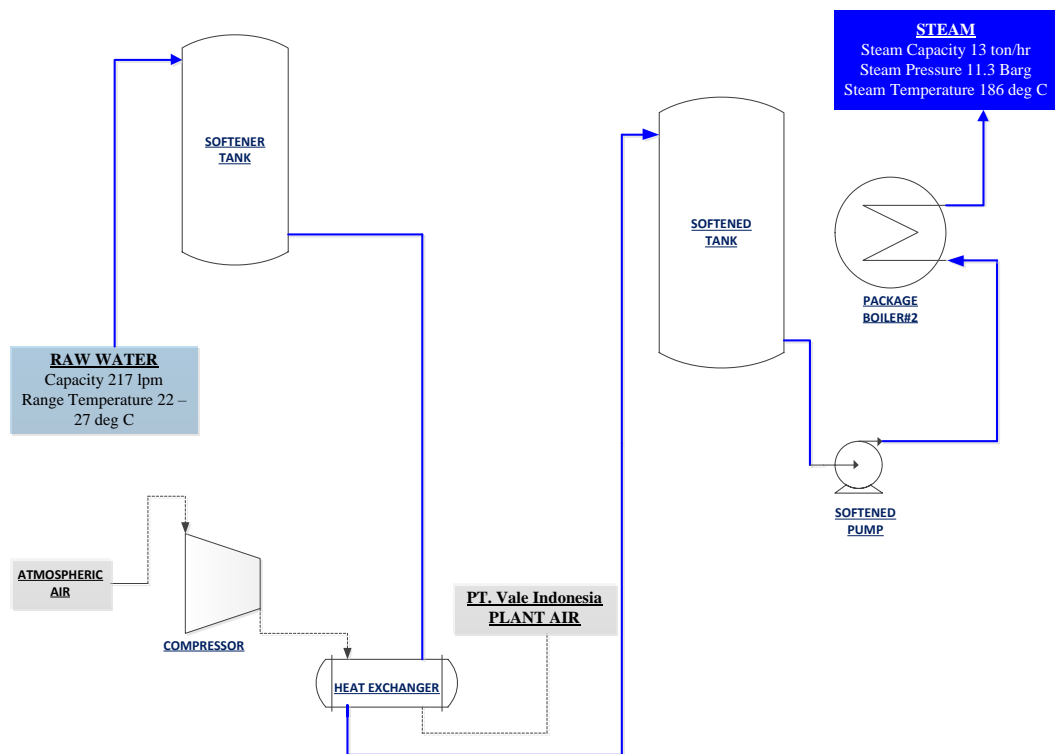 STEAM
Steam Capacity 13 ton/hr
Steam Pressure 11.3 Barg
Steam Temperature 186 deg C
SOFTENER
TANK
SOFTENED
TANK
PACKAGE
BOILER#2
RAW WATER
Capacity 217 lpm
Range Temperature 22 –
27 deg C
SOFTENED
PUMP
ATMOSPHERIC
AIR
COMPRESSOR
PT. Vale Indonesia
PLANT AIR
HEAT EXCHANGER